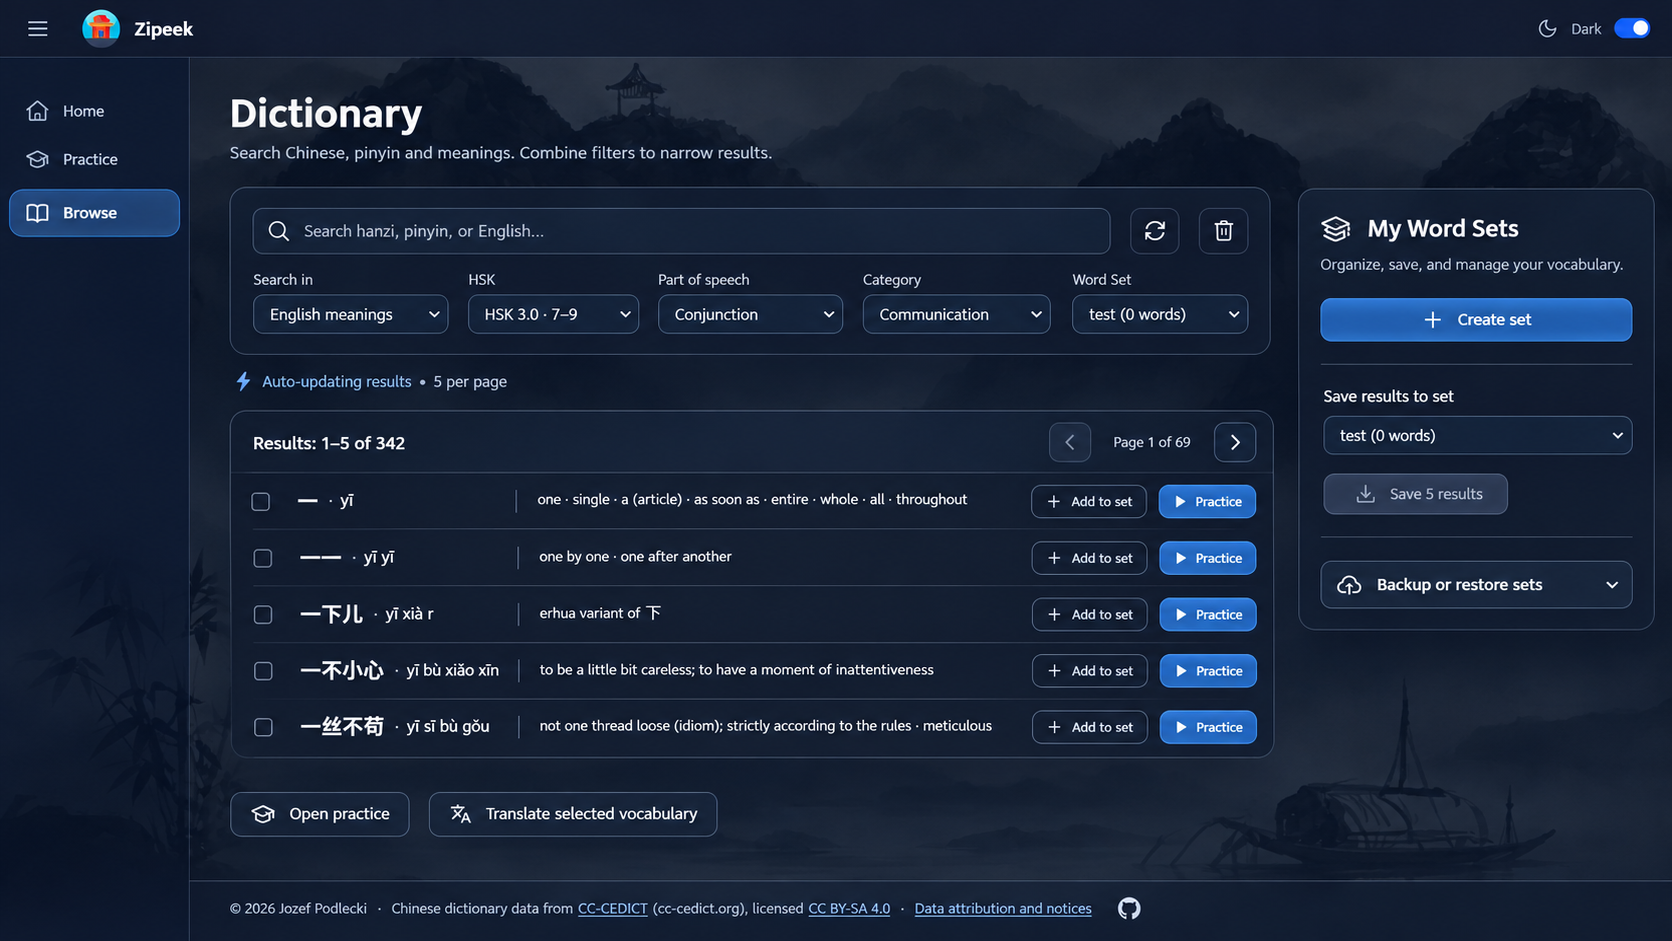 Zipeek
Dark
Home
Practice
Browse
Dictionary
Search Chinese, pinyin and meanings. Combine filters to narrow results.
Search hanzi, pinyin, or English...
Search in
HSK
Part of speech
Category
Word Set
English meanings
HSK 3.0 · 7–9
Conjunction
Communication
test (0 words)
Auto-updating results • 5 per page
Results: 1–5 of 342
Page 1 of 69
一 · yī
one · single · a (article) · as soon as · entire · whole · all · throughout
Add to set
Practice
一一 · yī yī
one by one · one after another
Add to set
Practice
一下儿 · yī xià r
erhua variant of 下
Add to set
Practice
一不小心 · yī bù xiǎo xīn
to be a little bit careless; to have a moment of inattentiveness
Add to set
Practice
一丝不苟 · yī sī bù gǒu
not one thread loose (idiom); strictly according to the rules · meticulous
Add to set
Practice
Open practice
Translate selected vocabulary
My Word Sets
Organize, save, and manage your vocabulary.
Create set
Save results to set
test (0 words)
Save 5 results
Backup or restore sets
© 2026 Jozef Podlecki · Chinese dictionary data from CC-CEDICT (cc-cedict.org), licensed CC BY-SA 4.0 · Data attribution and notices